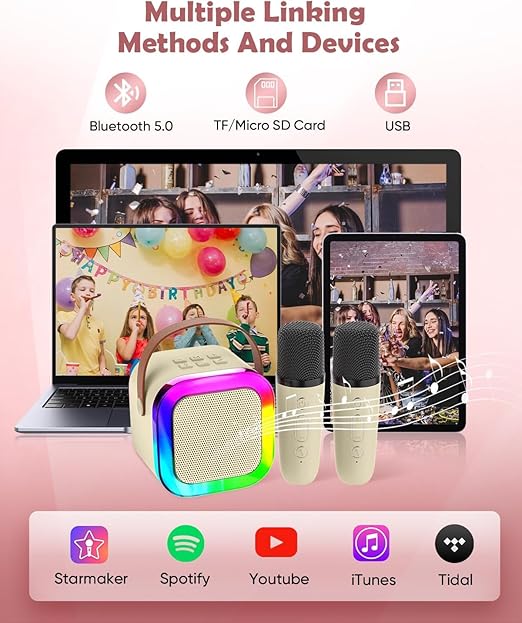 Multiple Linking
Methods And Devices
Bluetooth 5.0
TF/Micro SD Card
USB
HAPPY BIRTHDAY
Starmaker
Spotify
Youtube
iTunes
Tidal